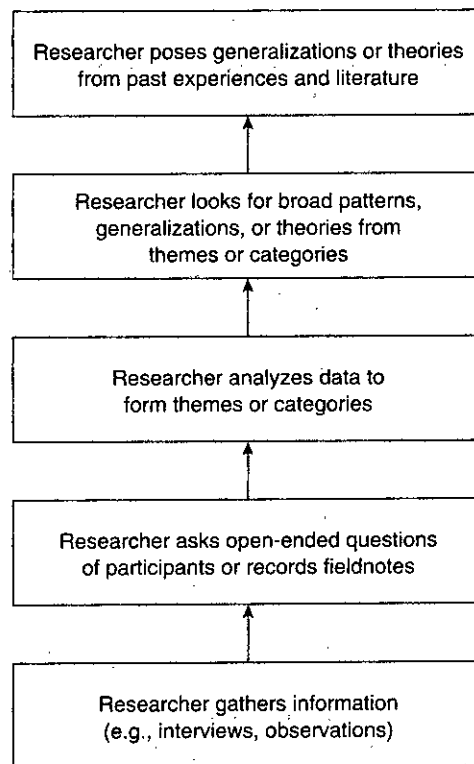 Researcher poses generalizations or theories
from past experiences and literature
Researcher looks for broad patterns,
generalizations, or theories from
themes or categories
Researcher analyzes data to
form themes or categories
Researcher asks open-ended questions
of participants or records fieldnotes
Researcher gathers information
(e.g., interviews, observations)